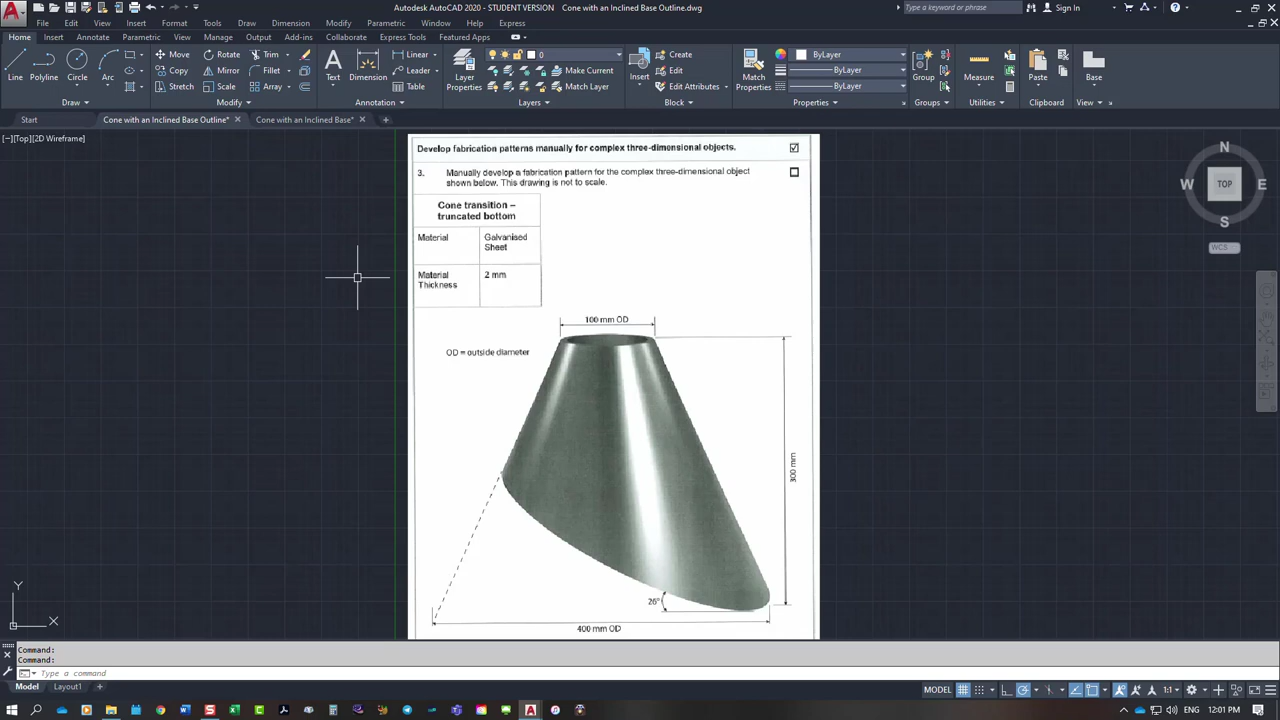 Autodesk AutoCAD 2020 - STUDENT VERSION    Cone with an Inclined Base Outline.dwg
Type a keyword or phrase
Sign In
File Edit View Insert Format Tools Draw Dimension Modify Parametric Window Help Express
Home Insert Annotate Parametric View Manage Output Add-ins Collaborate Express Tools Featured Apps
Line Polyline Circle Arc
Move Rotate Trim
Copy Mirror Fillet
Stretch Scale Array
Text Dimension
Linear
Leader
Table
Layer Properties
0
Make Current
Match Layer
Insert
Create
Edit
Edit Attributes
Match Properties
ByLayer
ByLayer
ByLayer
Group
Measure
Paste
Base
Draw Modify Annotation Layers Block Properties Groups Utilities Clipboard View
Start
Cone with an Inclined Base Outline*
Cone with an Inclined Base*
[-][Top][2D Wireframe]
N
W TOP E
S
WCS
Develop fabrication patterns manually for complex three-dimensional objects.
3. Manually develop a fabrication pattern for the complex three-dimensional object
shown below. This drawing is not to scale.
Cone transition –
truncated bottom
Material
Galvanised
Sheet
Material
Thickness
2 mm
100 mm OD
OD = outside diameter
300 mm
26°
400 mm OD
Y
X
Command:
Command:
Type a command
Model Layout1
MODEL
1:1
12:01 PM